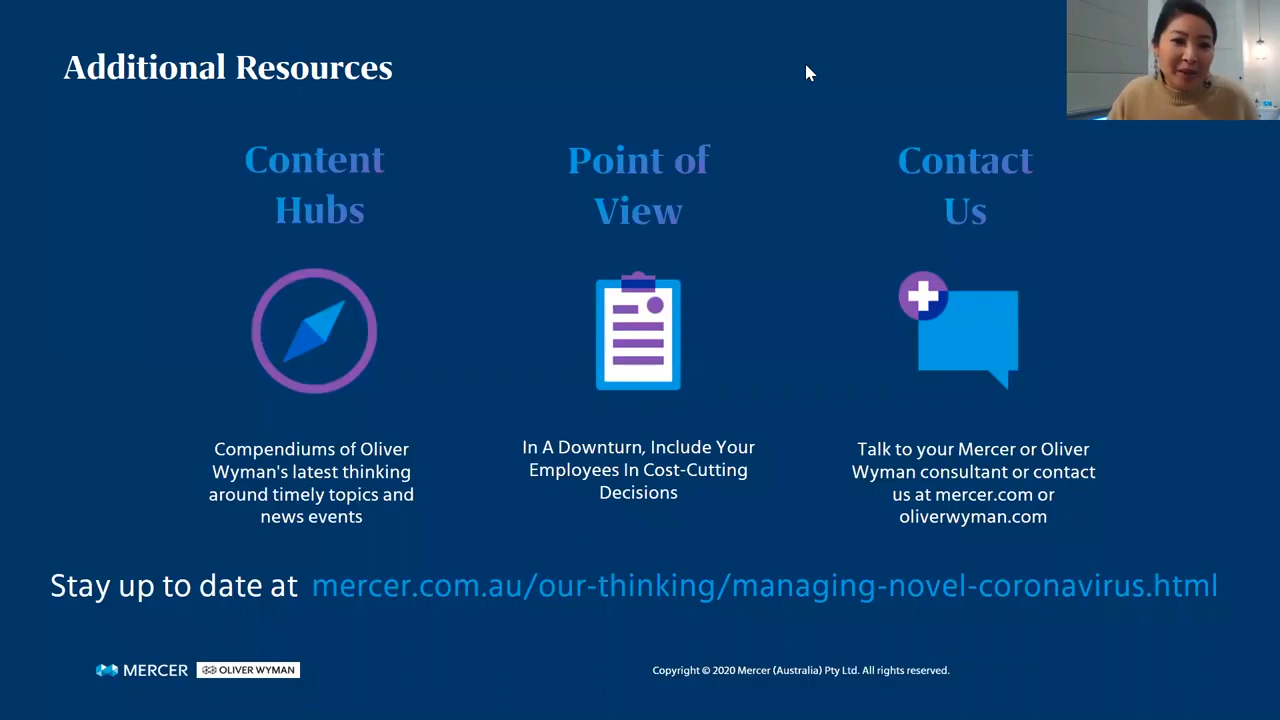 Additional Resources
Content
Hubs
Compendiums of Oliver
Wyman's latest thinking
around timely topics and
news events
Point of
View
In A Downturn, Include Your
Employees In Cost-Cutting
Decisions
Contact
Us
Talk to your Mercer or Oliver
Wyman consultant or contact
us at mercer.com or
oliverwyman.com
Stay up to date at mercer.com.au/our-thinking/managing-novel-coronavirus.html
MERCER OLIVER WYMAN
Copyright © 2020 Mercer (Australia) Pty Ltd. All rights reserved.